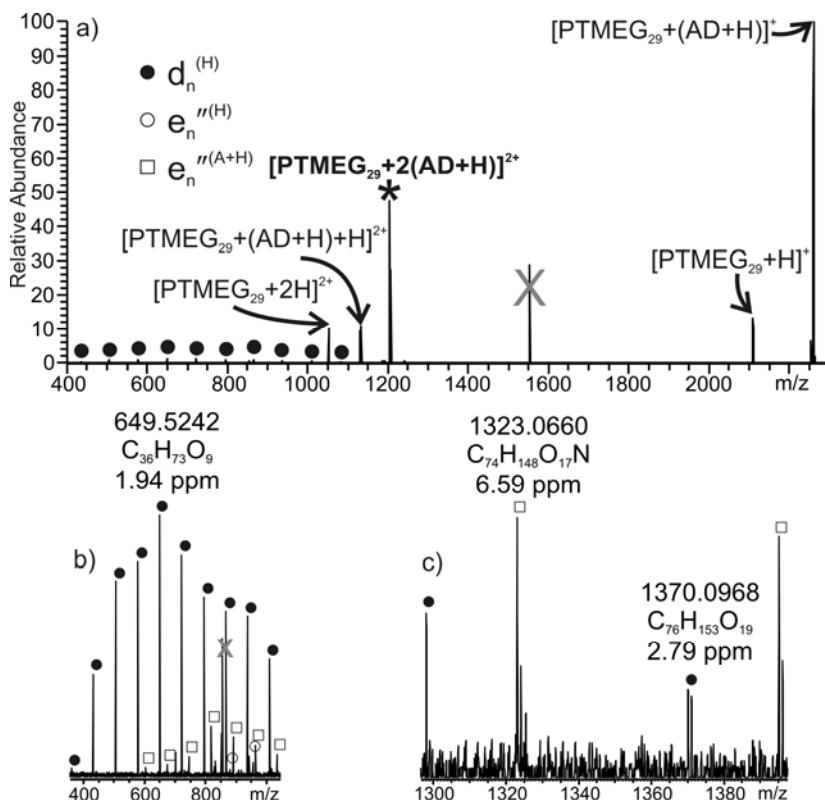 a)
[PTMEG₂₉+(AD+H)]⁺
dₙ⁽ᴴ⁾
eₙ″⁽ᴴ⁾
eₙ″⁽ᴬ⁺ᴴ⁾
[PTMEG₂₉+2(AD+H)]²⁺
*
[PTMEG₂₉+(AD+H)+H]²⁺
[PTMEG₂₉+2H]²⁺
[PTMEG₂₉+H]⁺
X
Relative Abundance
100
90
80
70
60
50
40
30
20
10
0
400 600 800 1000 1200 1400 1600 1800 2000 m/z
649.5242
C₃₆H₇₃O₉
1.94 ppm
b)
X
400 600 800 m/z
1323.0660
C₇₄H₁₄₈O₁₇N
6.59 ppm
c)
1370.0968
C₇₆H₁₅₃O₁₉
2.79 ppm
1300 1320 1340 1360 1380 m/z